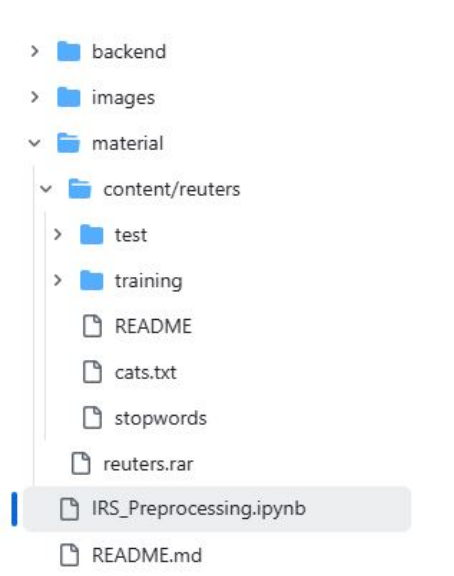 backend
images
material
content/reuters
test
training
README
cats.txt
stopwords
reuters.rar
IRS_Preprocessing.ipynb
README.md